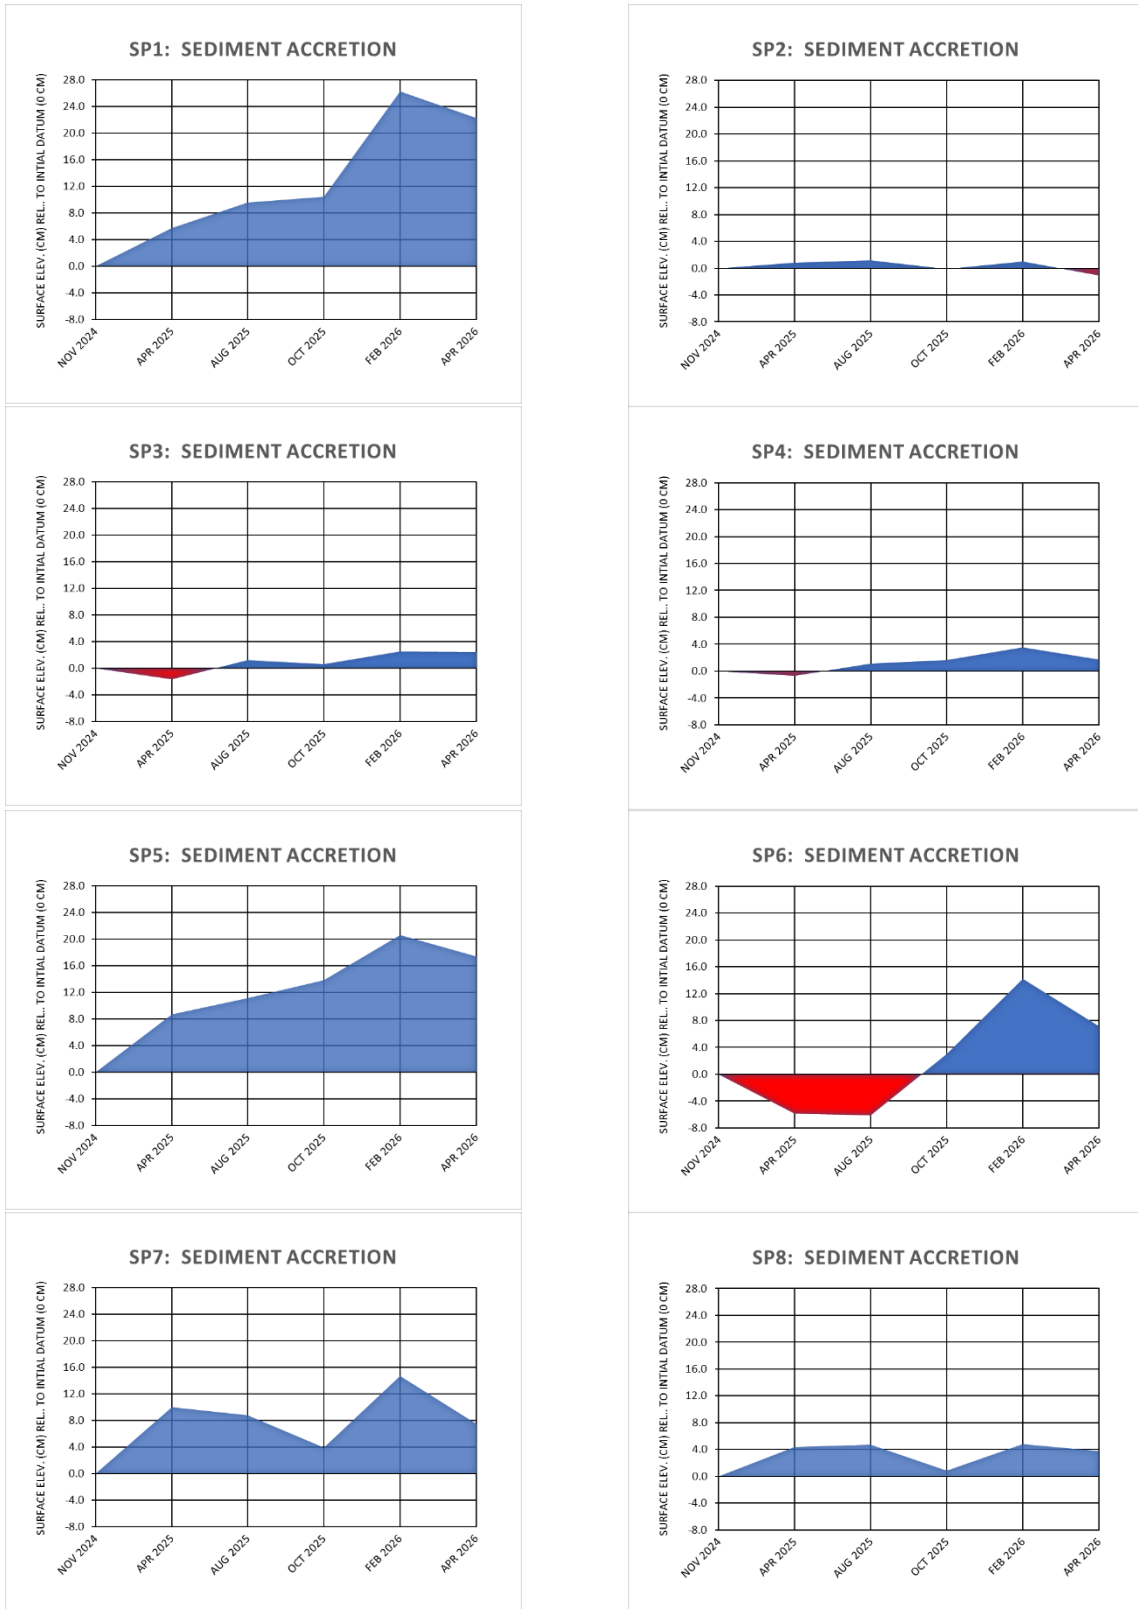 SP1: SEDIMENT ACCRETION
SURFACE ELEV. (CM) REL.. TO INTIAL DATUM (0 CM)
28.0
24.0
20.0
16.0
12.0
8.0
4.0
0.0
-4.0
-8.0
NOV 2024
APR 2025
AUG 2025
OCT 2025
FEB 2026
APR 2026
SP2: SEDIMENT ACCRETION
SURFACE ELEV. (CM) REL.. TO INTIAL DATUM (0 CM)
28.0
24.0
20.0
16.0
12.0
8.0
4.0
0.0
-4.0
-8.0
NOV 2024
APR 2025
AUG 2025
OCT 2025
FEB 2026
APR 2026
SP3: SEDIMENT ACCRETION
SURFACE ELEV. (CM) REL.. TO INTIAL DATUM (0 CM)
28.0
24.0
20.0
16.0
12.0
8.0
4.0
0.0
-4.0
-8.0
NOV 2024
APR 2025
AUG 2025
OCT 2025
FEB 2026
APR 2026
SP4: SEDIMENT ACCRETION
SURFACE ELEV. (CM) REL.. TO INTIAL DATUM (0 CM)
28.0
24.0
20.0
16.0
12.0
8.0
4.0
0.0
-4.0
-8.0
NOV 2024
APR 2025
AUG 2025
OCT 2025
FEB 2026
APR 2026
SP5: SEDIMENT ACCRETION
SURFACE ELEV. (CM) REL.. TO INTIAL DATUM (0 CM)
28.0
24.0
20.0
16.0
12.0
8.0
4.0
0.0
-4.0
-8.0
NOV 2024
APR 2025
AUG 2025
OCT 2025
FEB 2026
APR 2026
SP6: SEDIMENT ACCRETION
SURFACE ELEV. (CM) REL.. TO INTIAL DATUM (0 CM)
28.0
24.0
20.0
16.0
12.0
8.0
4.0
0.0
-4.0
-8.0
NOV 2024
APR 2025
AUG 2025
OCT 2025
FEB 2026
APR 2026
SP7: SEDIMENT ACCRETION
SURFACE ELEV. (CM) REL.. TO INTIAL DATUM (0 CM)
28.0
24.0
20.0
16.0
12.0
8.0
4.0
0.0
-4.0
-8.0
NOV 2024
APR 2025
AUG 2025
OCT 2025
FEB 2026
APR 2026
SP8: SEDIMENT ACCRETION
SURFACE ELEV. (CM) REL.. TO INTIAL DATUM (0 CM)
28.0
24.0
20.0
16.0
12.0
8.0
4.0
0.0
-4.0
-8.0
NOV 2024
APR 2025
AUG 2025
OCT 2025
FEB 2026
APR 2026